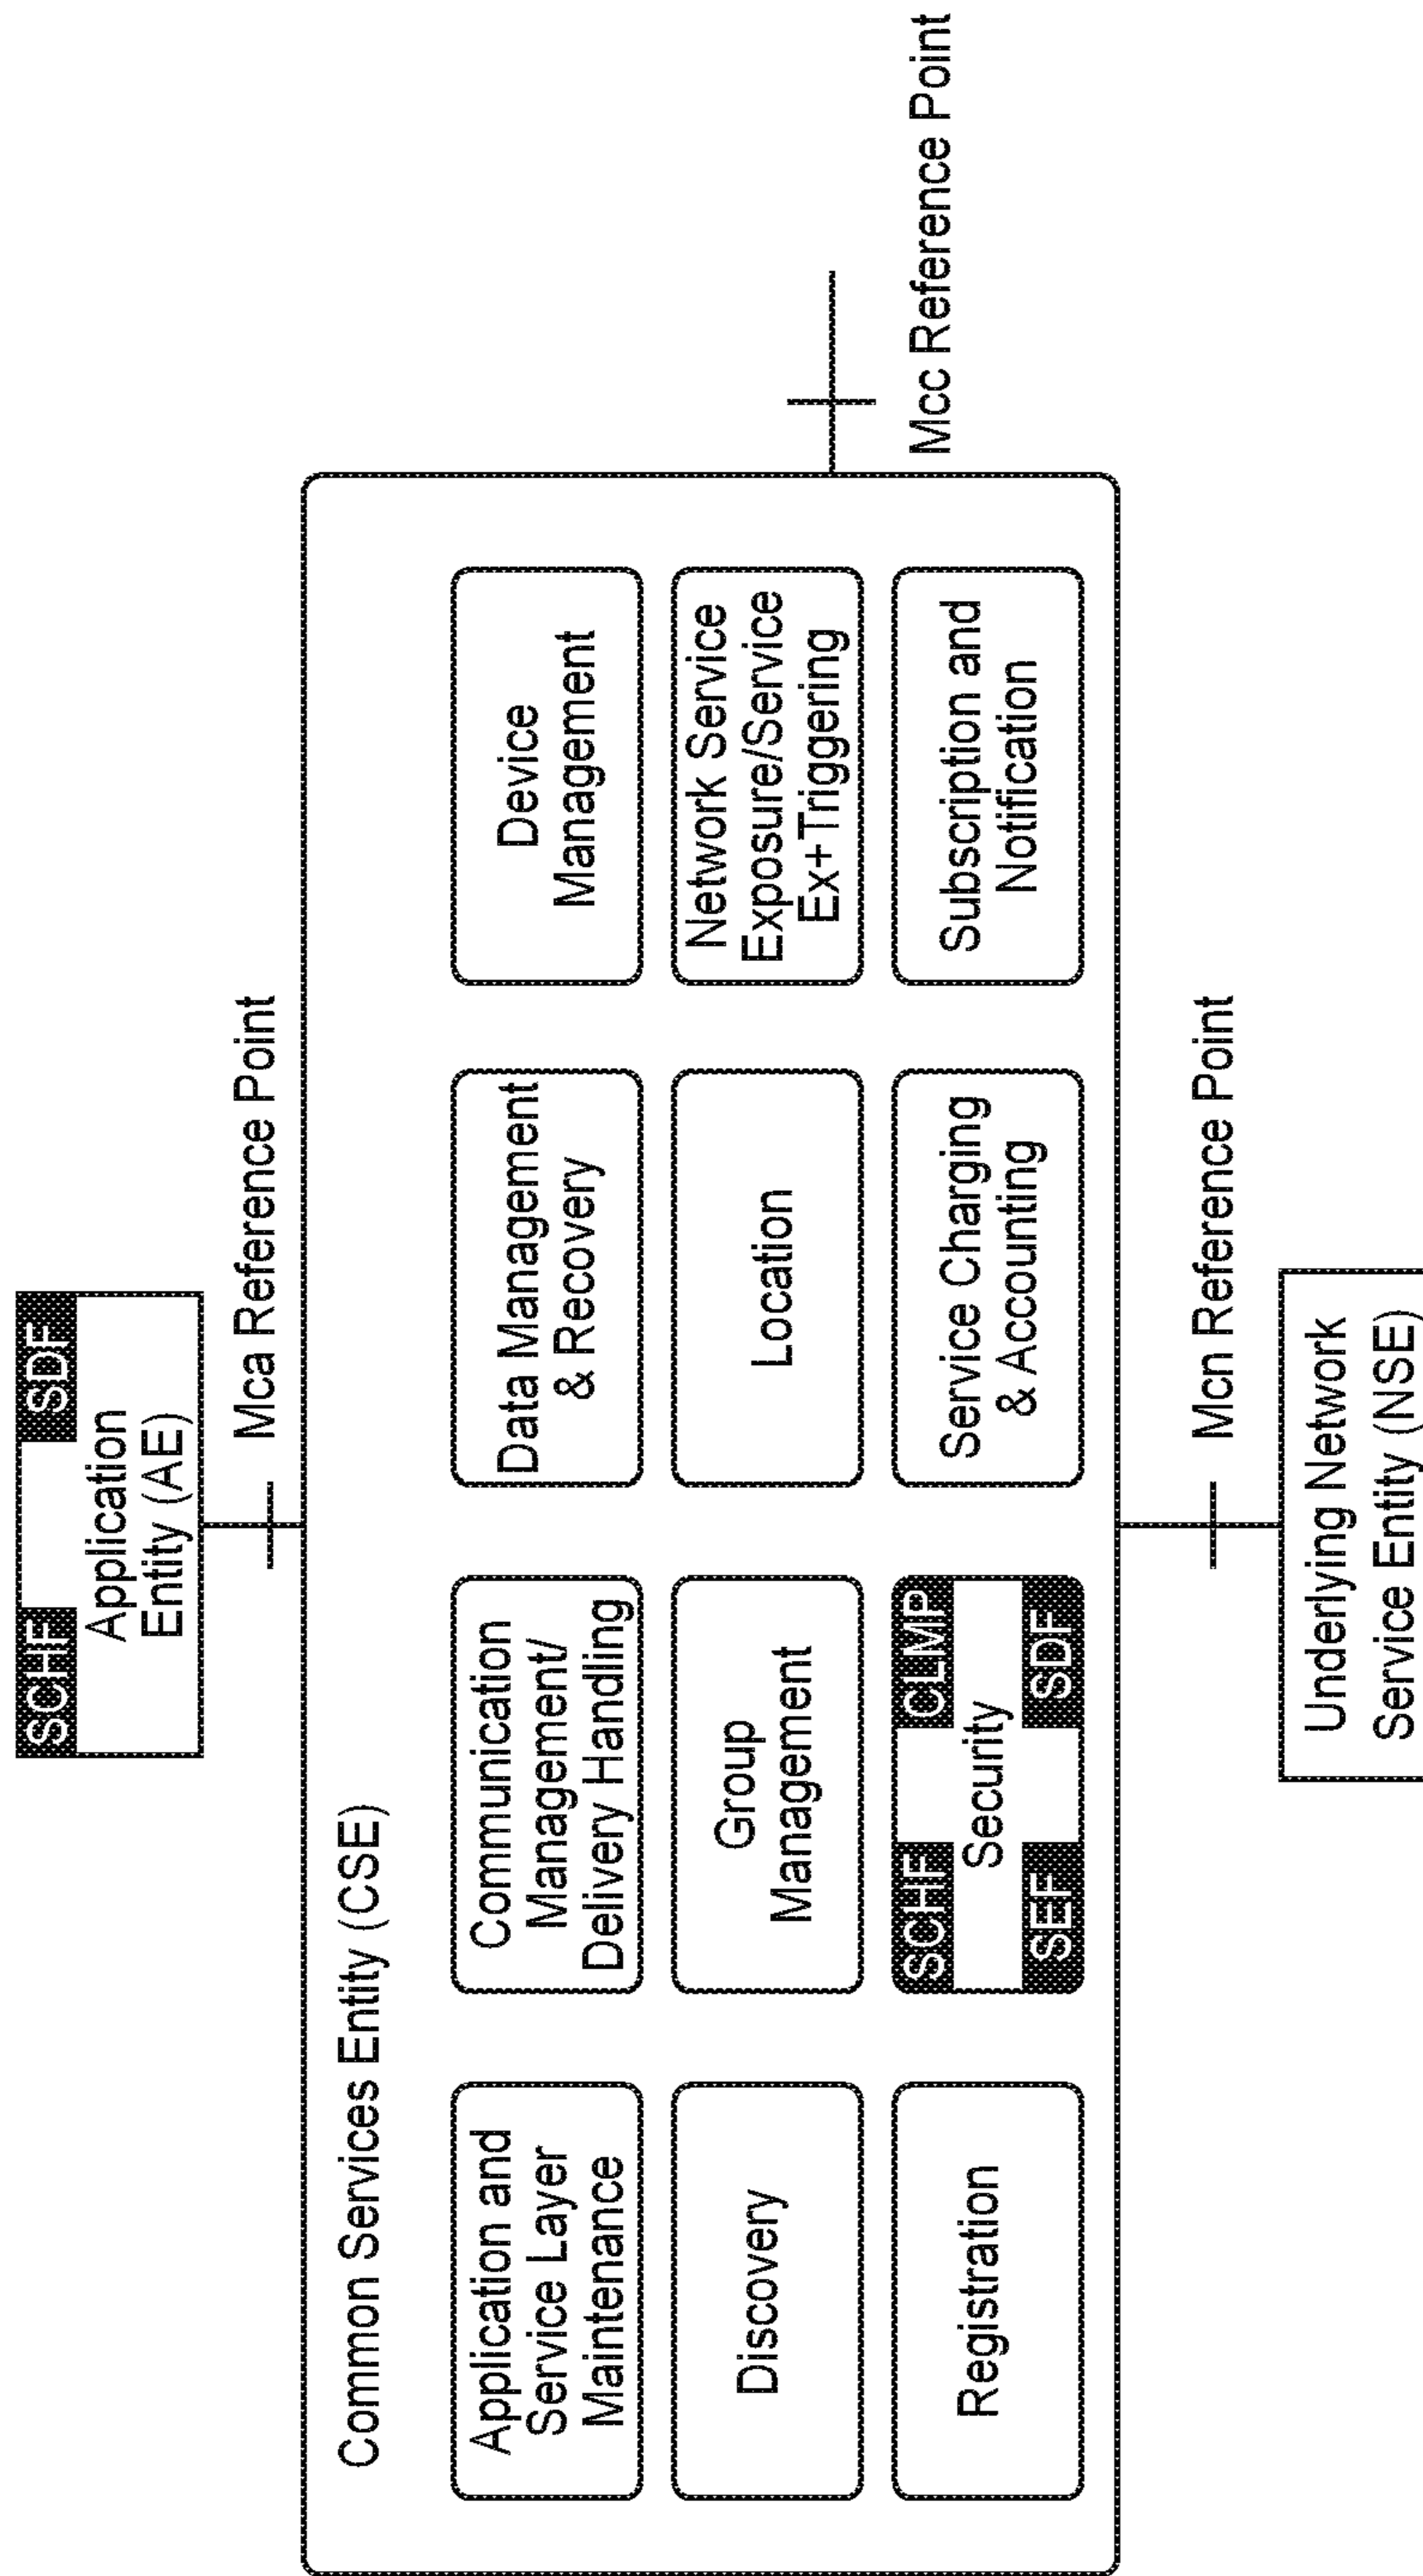 SCHF
SDF
Application
Entity (AE)
Mca Reference Point
Common Services Entity (CSE)
Application and
Service Layer
Maintenance
Communication
Management/
Delivery Handling
Data Management
& Recovery
Device
Management
Discovery
Group
Management
Location
Network Service
Exposure/Service
Ex+Triggering
Registration
SCHF
CLMP
Security
SEF
SDF
Service Charging
& Accounting
Subscription and
Notification
Mcc Reference Point
Mcn Reference Point
Underlying Network
Service Entity (NSE)